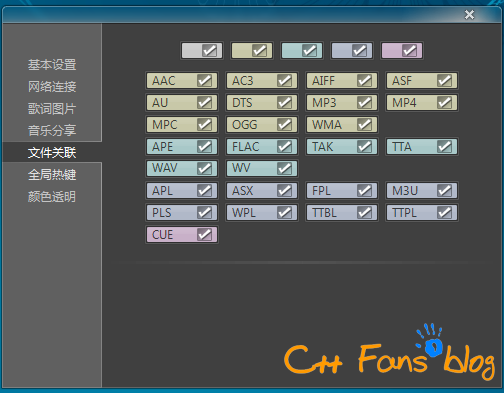 基本设置
网络连接
歌词图片
音乐分享
文件关联
全局热键
颜色透明
AAC AC3 AIFF ASF
AU DTS MP3 MP4
MPC OGG WMA
APE FLAC TAK TTA
WAV WV
APL ASX FPL M3U
PLS WPL TTBL TTPL
CUE
C++ Fans blog